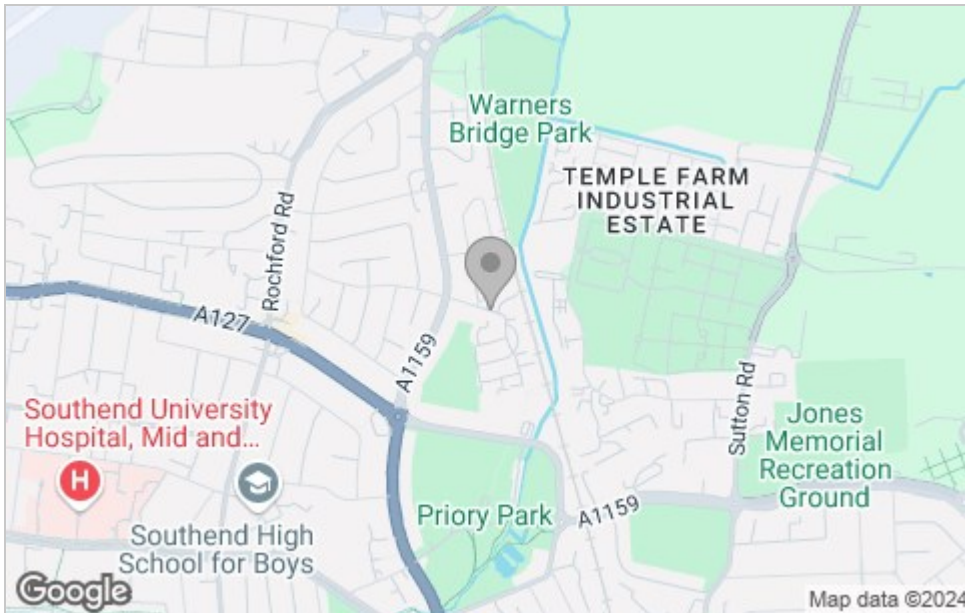 Warners
Bridge Park
TEMPLE FARM
INDUSTRIAL
ESTATE
Rochford Rd
A127
A1159
Sutton Rd
Southend University
Hospital, Mid and...
H
Southend High
School for Boys
Priory Park
A1159
Jones
Memorial
Recreation
Ground
Google
Map data ©2024